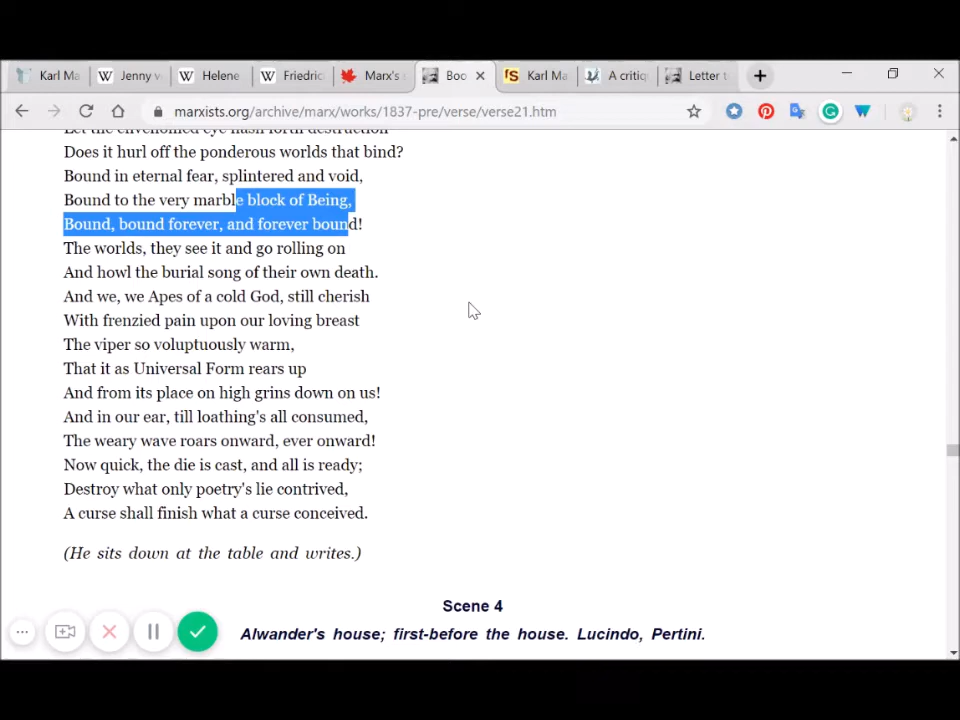 Karl Ma
Jenny v
Helene
Friedric
Marx's
Boo
Karl Ma
A critiq
Letter t
marxists.org/archive/marx/works/1837-pre/verse/verse21.htm
Let the envenomed eye flash forth destruction
Does it hurl off the ponderous worlds that bind?
Bound in eternal fear, splintered and void,
Bound to the very marble block of Being,
Bound, bound forever, and forever bound!
The worlds, they see it and go rolling on
And howl the burial song of their own death.
And we, we Apes of a cold God, still cherish
With frenzied pain upon our loving breast
The viper so voluptuously warm,
That it as Universal Form rears up
And from its place on high grins down on us!
And in our ear, till loathing's all consumed,
The weary wave roars onward, ever onward!
Now quick, the die is cast, and all is ready;
Destroy what only poetry's lie contrived,
A curse shall finish what a curse conceived.
(He sits down at the table and writes.)
Scene 4
Alwander's house; first-before the house. Lucindo, Pertini.